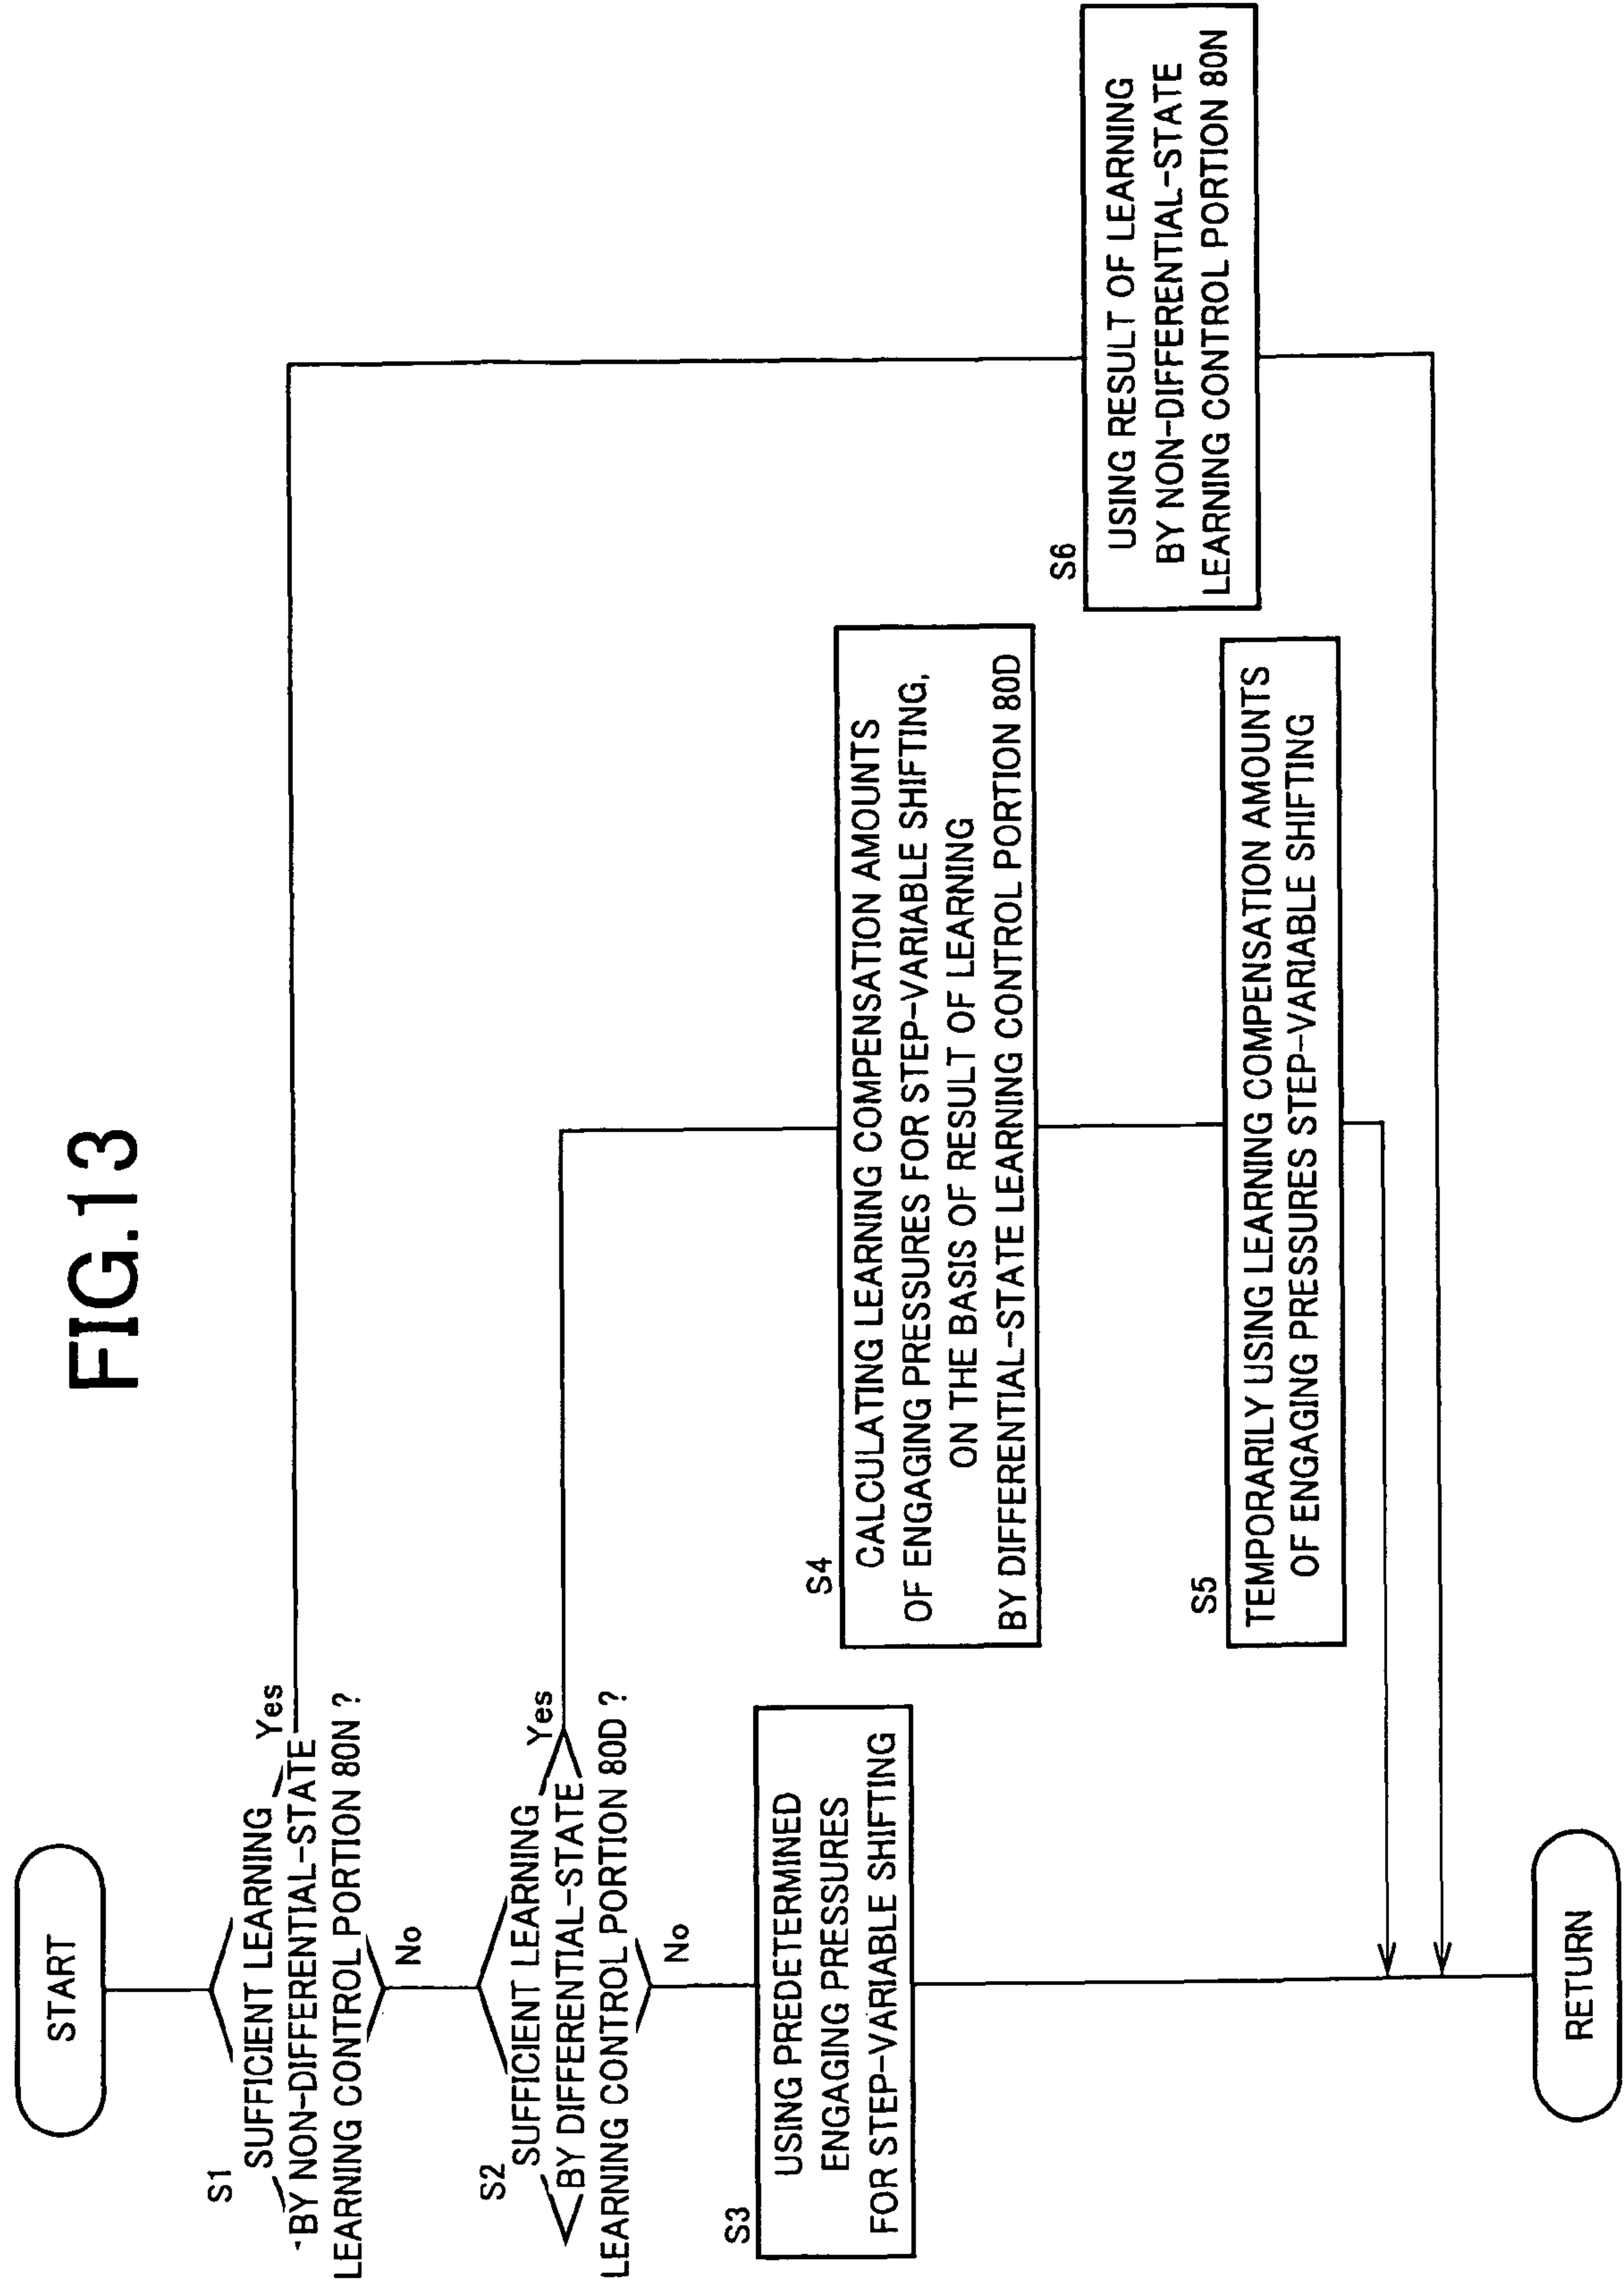 FIG.13
START
S1
SUFFICIENT LEARNING
BY NON-DIFFERENTIAL-STATE
LEARNING CONTROL PORTION 80N ?
Yes
No
S2
SUFFICIENT LEARNING
BY DIFFERENTIAL-STATE
LEARNING CONTROL PORTION 80D ?
Yes
No
S3
USING PREDETERMINED
ENGAGING PRESSURES
FOR STEP-VARIABLE SHIFTING
S4
CALCULATING LEARNING COMPENSATION AMOUNTS
OF ENGAGING PRESSURES FOR STEP-VARIABLE SHIFTING,
ON THE BASIS OF RESULT OF LEARNING
BY DIFFERENTIAL-STATE LEARNING CONTROL PORTION 80D
S5
TEMPORARILY USING LEARNING COMPENSATION AMOUNTS
OF ENGAGING PRESSURES STEP-VARIABLE SHIFTING
S6
USING RESULT OF LEARNING
BY NON-DIFFERENTIAL-STATE
LEARNING CONTROL PORTION 80N
RETURN